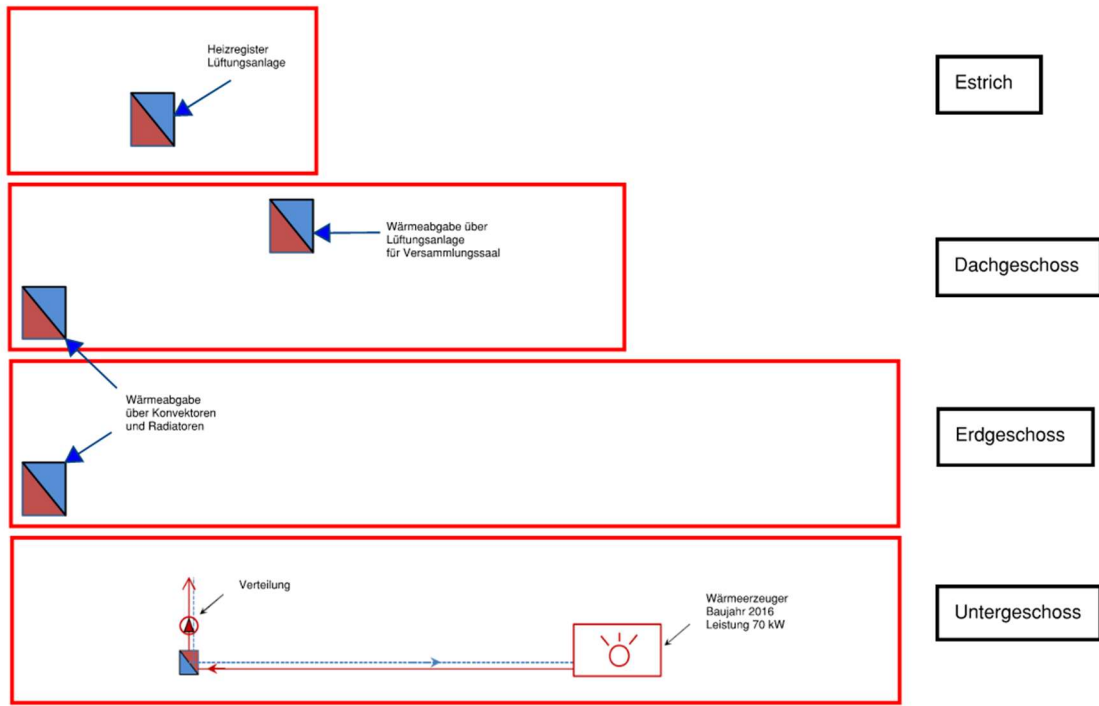 Heizregister
Lüftungsanlage
Estrich
Wärmeabgabe über
Lüftungsanlage
für Versammlungssaal
Dachgeschoss
Wärmeabgabe
über Konvektoren
und Radiatoren
Erdgeschoss
Verteilung
Wärmeerzeuger
Baujahr 2016
Leistung 70 kW
Untergeschoss